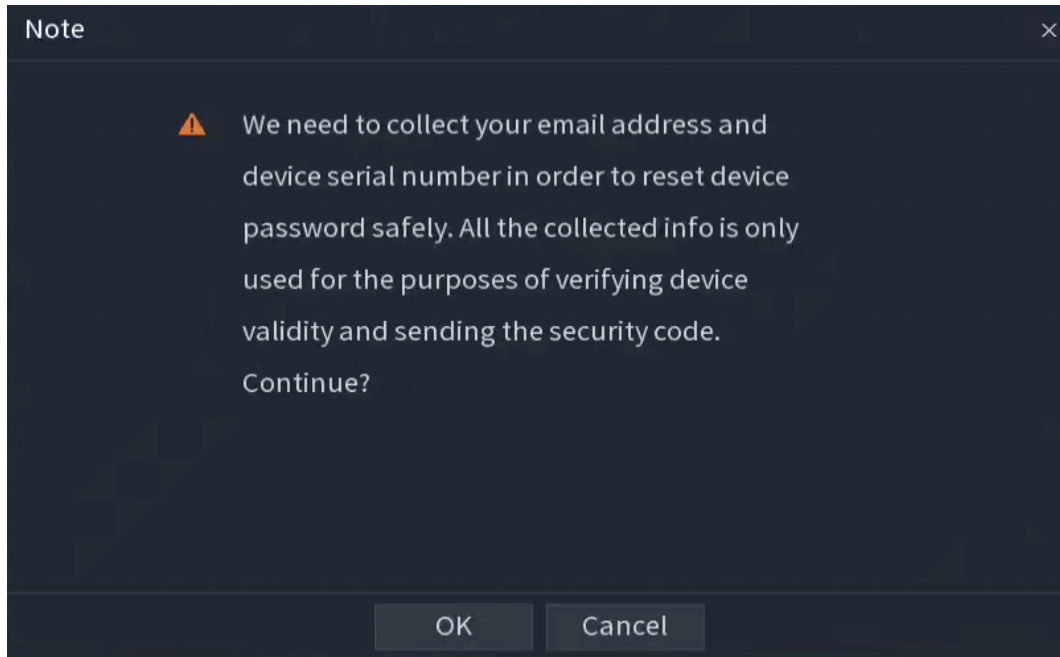 Note
We need to collect your email address and
device serial number in order to reset device
password safely. All the collected info is only
used for the purposes of verifying device
validity and sending the security code.
Continue?
OK
Cancel